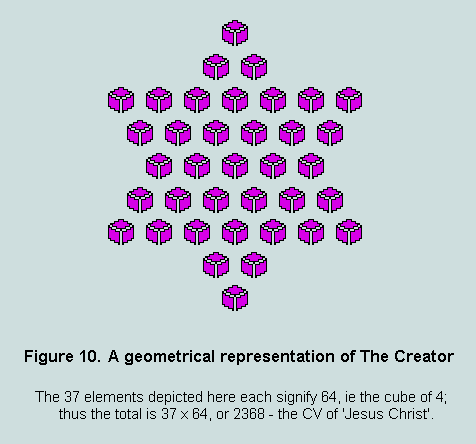 Figure 10. A geometrical representation of The Creator
The 37 elements depicted here each signify 64, ie the cube of 4;
thus the total is 37 x 64, or 2368 - the CV of 'Jesus Christ'.